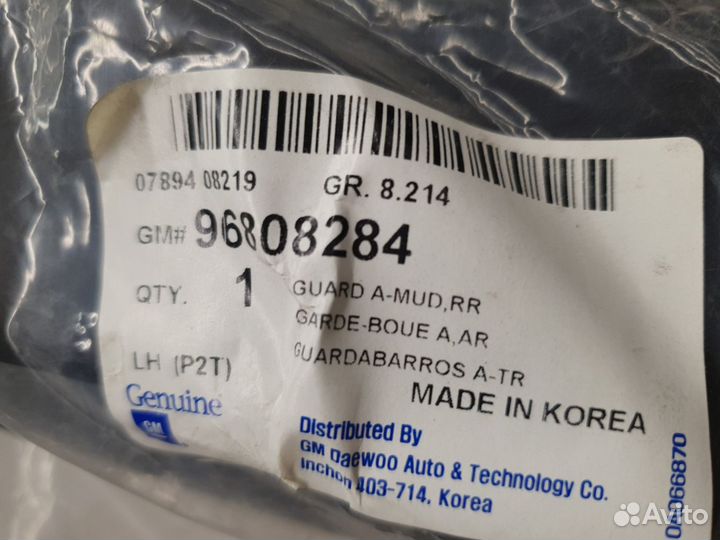 07894 08219 GR. 8.214
GM# 96808284
QTY. 1 GUARD A-MUD,RR
GARDE-BOUE A,AR
GUARDABARROS A-TR
LH (P2T)
MADE IN KOREA
Genuine
GM
Distributed By
GM Daewoo Auto & Technology Co.
Inchon 403-714, Korea
0A066870
Avito